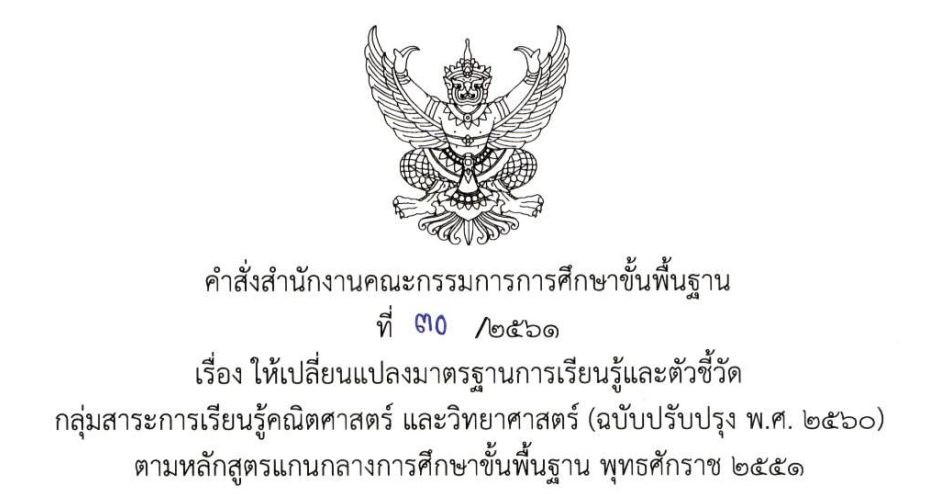 คำสั่งสำนักงานคณะกรรมการการศึกษาขั้นพื้นฐาน
ที่ ๓๐ /๒๕๖๑
เรื่อง ให้เปลี่ยนแปลงมาตรฐานการเรียนรู้และตัวชี้วัด
กลุ่มสาระการเรียนรู้คณิตศาสตร์ และวิทยาศาสตร์ (ฉบับปรับปรุง พ.ศ. ๒๕๖๐)
ตามหลักสูตรแกนกลางการศึกษาขั้นพื้นฐาน พุทธศักราช ๒๕๕๑